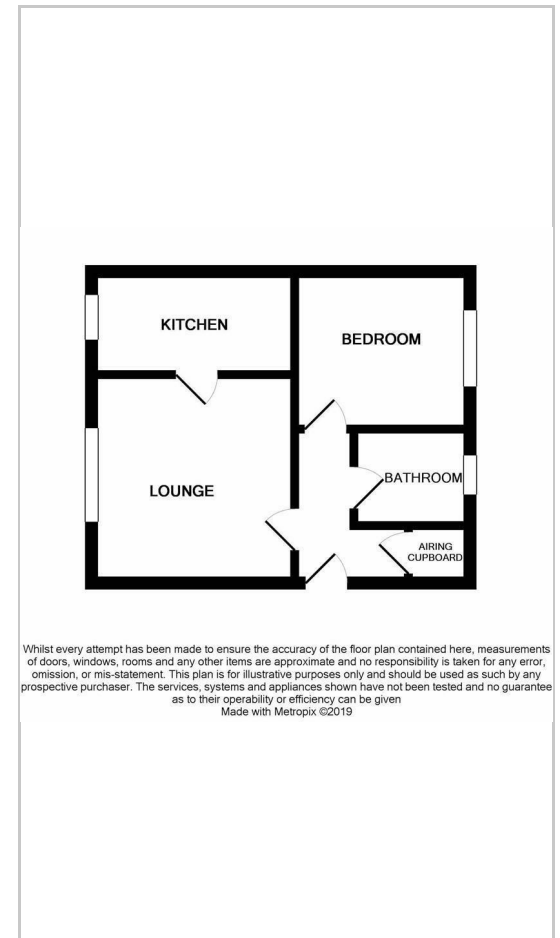 KITCHEN
BEDROOM
LOUNGE
BATHROOM
AIRING
CUPBOARD
Whilst every attempt has been made to ensure the accuracy of the floor plan contained here, measurements
of doors, windows, rooms and any other items are approximate and no responsibility is taken for any error,
omission, or mis-statement. This plan is for illustrative purposes only and should be used as such by any
prospective purchaser. The services, systems and appliances shown have not been tested and no guarantee
as to their operability or efficiency can be given
Made with Metropix ©2019